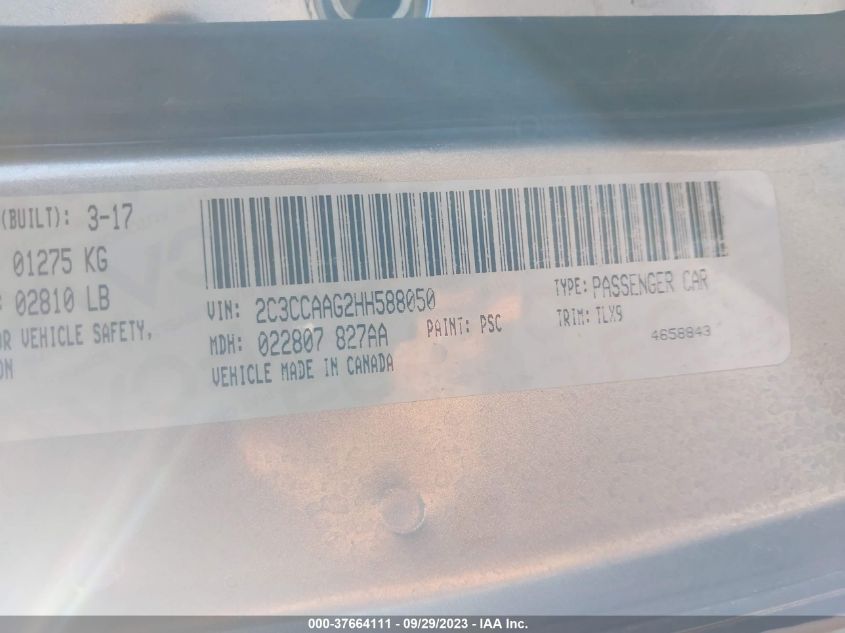 (BUILT): 3-17
01275 KG
02810 LB
OR VEHICLE SAFETY,
ON
VIN: 2C3CCAAG2HH588050
TYPE: PASSENGER CAR
MDH: 022807 827AA
PAINT: PSC
TRIM: TLX9
VEHICLE MADE IN CANADA
4658843
000-37664111 - 09/29/2023 - IAA Inc.